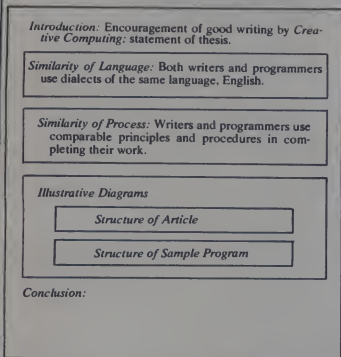 Introduction: Encouragement of good writing by Crea-
tive Computing: statement of thesis.
Similarity of Language: Both writers and programmers
use dialects of the same language, English.
Similarity of Process: Writers and programmers use
comparable principles and procedures in com-
pleting their work.
Illustrative Diagrams
Structure of Article
Structure of Sample Program
Conclusion: